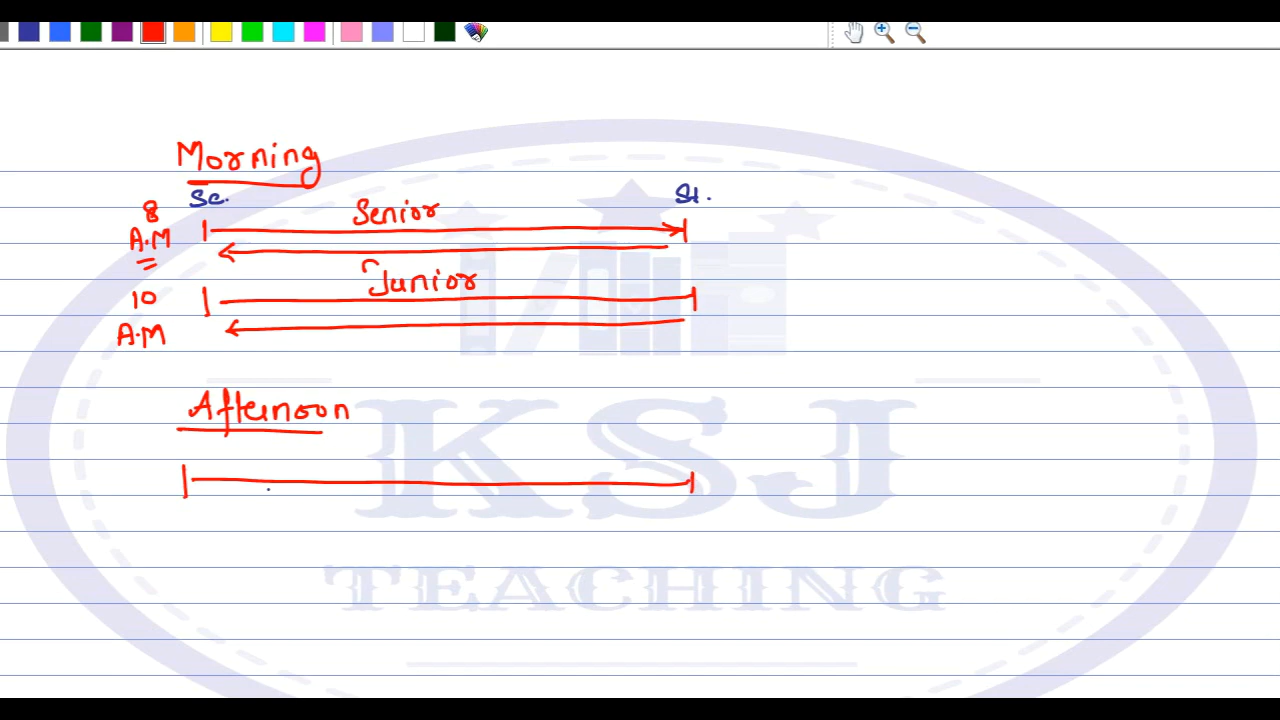 Morning
Sc. St.
8 Senior
A.M
Junior
10
A.M
Afternoon
KSJ
TEACHING